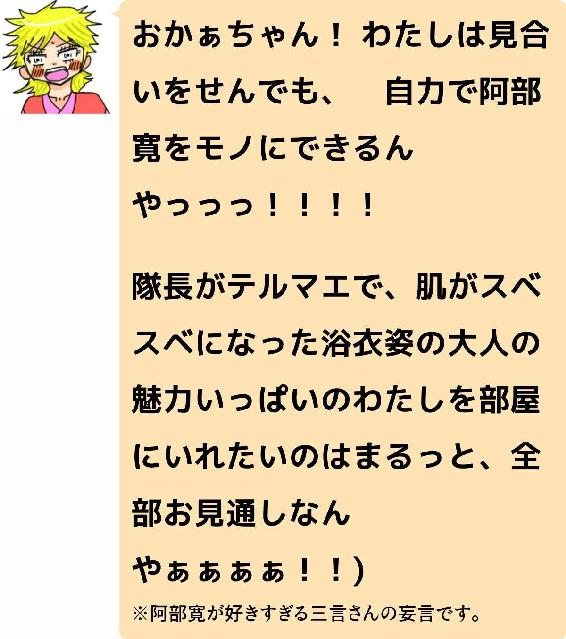 おかぁちゃん！ わたしは見合
いをせんでも、　自力で阿部
寛をモノにできるん
やっっっ！！！！
隊長がテルマエで、肌がスベ
スベになった浴衣姿の大人の
魅力いっぱいのわたしを部屋
にいれたいのはまるっと、全
部お見通しなん
やぁぁぁぁ！！)
※阿部寛が好きすぎる三言さんの妄言です。